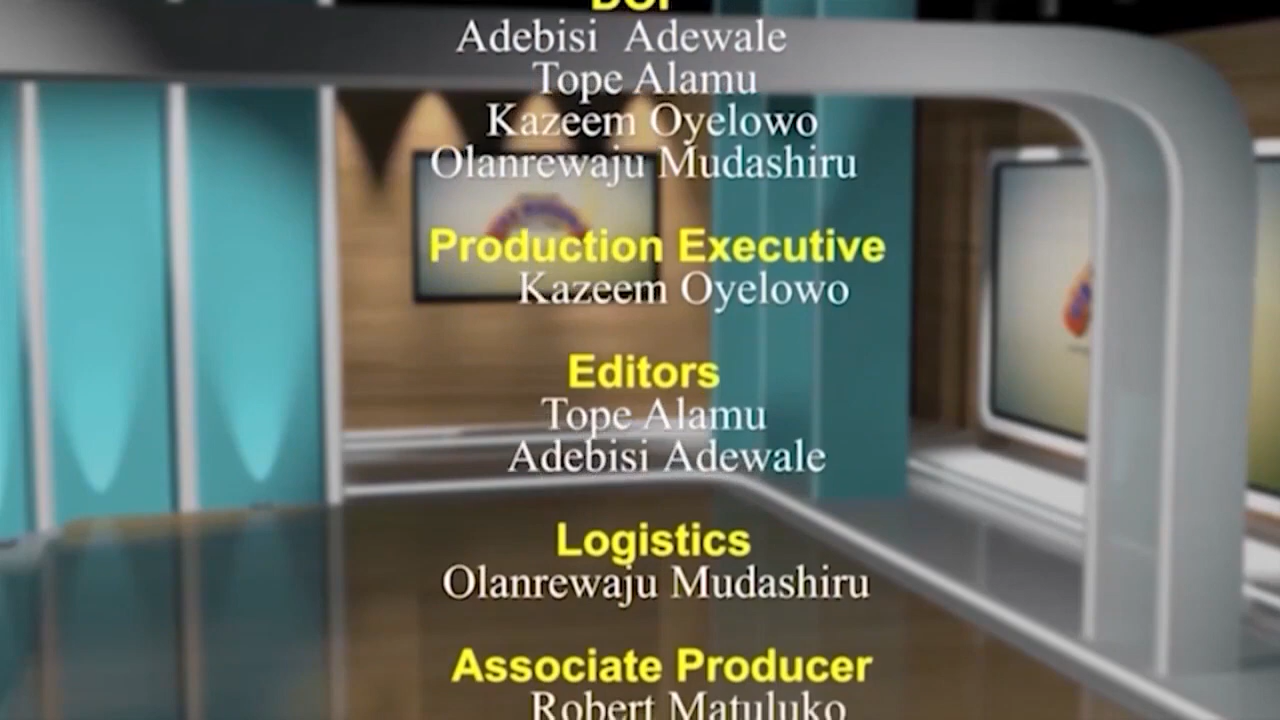 DOP
Adebisi Adewale
Tope Alamu
Kazeem Oyelowo
Olanrewaju Mudashiru
Production Executive
Kazeem Oyelowo
Editors
Tope Alamu
Adebisi Adewale
Logistics
Olanrewaju Mudashiru
Associate Producer
Robert Matuluko